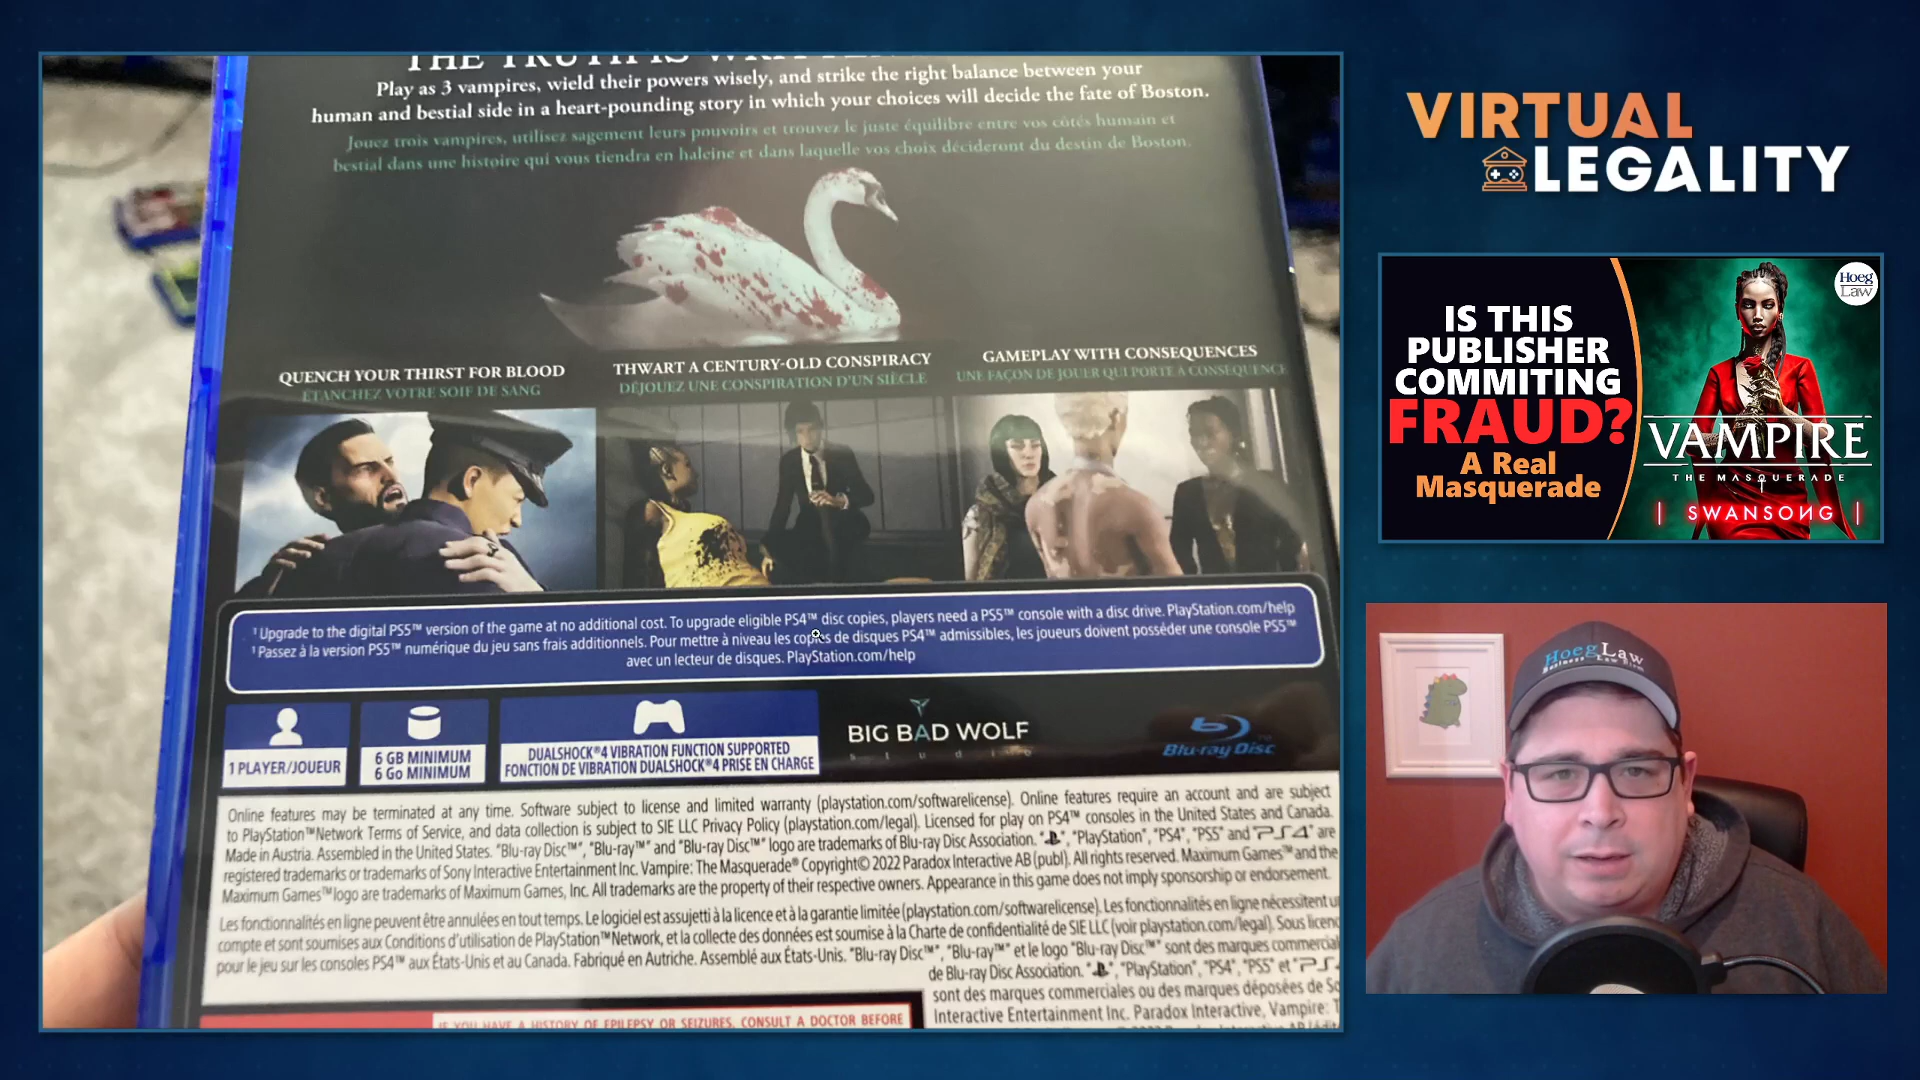 Play as 3 vampires, wield their powers wisely, and strike the right balance between your
human and bestial side in a heart-pounding story in which your choices will decide the fate of Boston.
Jouez trois vampires, utilisez sagement leurs pouvoirs et trouvez le juste équilibre entre vos côtés humain et
bestial dans une histoire qui vous tiendra en haleine et dans laquelle vos choix décideront du destin de Boston.
QUENCH YOUR THIRST FOR BLOOD
ÉTANCHEZ VOTRE SOIF DE SANG
THWART A CENTURY-OLD CONSPIRACY
DÉJOUEZ UNE CONSPIRATION D'UN SIÈCLE
GAMEPLAY WITH CONSEQUENCES
UNE FAÇON DE JOUER QUI PORTE À CONSÉQUENCE
¹ Upgrade to the digital PS5™ version of the game at no additional cost. To upgrade eligible PS4™ disc copies, players need a PS5™ console with a disc drive. PlayStation.com/help
¹ Passez à la version PS5™ numérique du jeu sans frais additionnels. Pour mettre à niveau les copies de disques PS4™ admissibles, les joueurs doivent posséder une console PS5™
avec un lecteur de disques. PlayStation.com/help
1 PLAYER/JOUEUR
6 GB MINIMUM
6 Go MINIMUM
DUALSHOCK®4 VIBRATION FUNCTION SUPPORTED
FONCTION DE VIBRATION DUALSHOCK®4 PRISE EN CHARGE
BIG BAD WOLF
studio
Blu-ray Disc
Online features may be terminated at any time. Software subject to license and limited warranty (playstation.com/softwarelicense). Online features require an account and are subject
to PlayStation™Network Terms of Service, and data collection is subject to SIE LLC Privacy Policy (playstation.com/legal). Licensed for play on PS4™ consoles in the United States and Canada.
Made in Austria. Assembled in the United States. "Blu-ray Disc™", "Blu-ray™" and "Blu-ray Disc™" logo are trademarks of Blu-ray Disc Association. "PlayStation", "PS4", "PS5" and "PS4" are
registered trademarks or trademarks of Sony Interactive Entertainment Inc. Vampire: The Masquerade® Copyright© 2022 Paradox Interactive AB (publ). All rights reserved. Maximum Games™ and the
Maximum Games™ logo are trademarks of Maximum Games, Inc. All trademarks are the property of their respective owners. Appearance in this game does not imply sponsorship or endorsement.
Les fonctionnalités en ligne peuvent être annulées en tout temps. Le logiciel est assujetti à la licence et à la garantie limitée (playstation.com/softwarelicense). Les fonctionnalités en ligne nécessitent
compte et sont soumises aux Conditions d'utilisation de PlayStation™Network, et la collecte des données est soumise à la Charte de confidentialité de SIE LLC (voir playstation.com/legal). Sous
pour le jeu sur les consoles PS4™ aux États-Unis et au Canada. Fabriqué en Autriche. Assemblé aux États-Unis. "Blu-ray Disc™", "Blu-ray™" et le logo "Blu-ray Disc™" sont des marques
de Blu-ray Disc Association. "PlayStation", "PS4", "PS5" et
sont des marques commerciales ou des marques déposées de
Interactive Entertainment Inc. Paradox Interactive, Vampire:
IF YOU HAVE A HISTORY OF EPILEPSY OR SEIZURES, CONSULT A DOCTOR BEFORE
VIRTUAL
LEGALITY
IS THIS
PUBLISHER
COMMITING
FRAUD?
A Real
Masquerade
Hoeg
Law
VAMPIRE
THE MASQUERADE
| SWANSONG |
HoegLaw
Business Law Firm